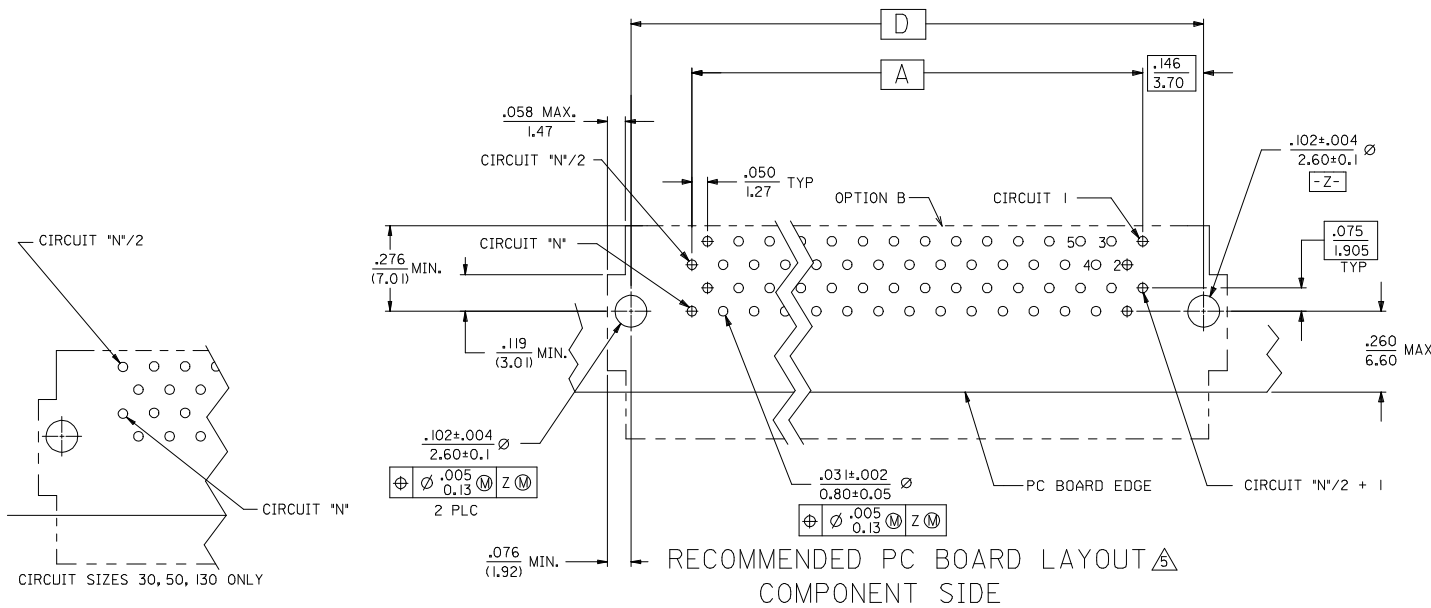 D
A
.146
3.70
.058 MAX.
1.47
CIRCUIT "N"/2
.050
1.27
TYP
.102±.004
2.60±0.1
Ø
-Z-
OPTION B
CIRCUIT 1
CIRCUIT "N"/2
CIRCUIT "N"
5 3
4 2
.075
1.905
TYP
.276
(7.01)
MIN.
.119
(3.01)
MIN.
.260
6.60
MAX
.102±.004
2.60±0.1
Ø
⌖ Ø .005 Ⓜ Z Ⓜ
0.13
2 PLC
.031±.002
0.80±0.05
Ø
⌖ Ø .005 Ⓜ Z Ⓜ
0.13
PC BOARD EDGE
CIRCUIT "N"/2 + 1
CIRCUIT "N"
.076
(1.92)
MIN.
CIRCUIT SIZES 30, 50, 130 ONLY
RECOMMENDED PC BOARD LAYOUT 5
COMPONENT SIDE